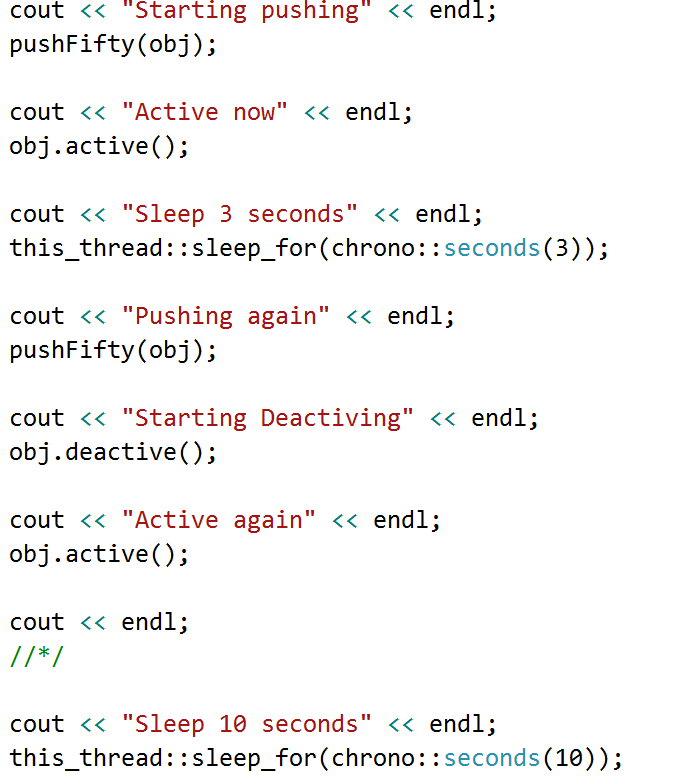 cout << "Starting pushing" << endl;
pushFifty(obj);
cout << "Active now" << endl;
obj.active();
cout << "Sleep 3 seconds" << endl;
this_thread::sleep_for(chrono::seconds(3));
cout << "Pushing again" << endl;
pushFifty(obj);
cout << "Starting Deactiving" << endl;
obj.deactive();
cout << "Active again" << endl;
obj.active();
cout << endl;
//*/
cout << "Sleep 10 seconds" << endl;
this_thread::sleep_for(chrono::seconds(10));